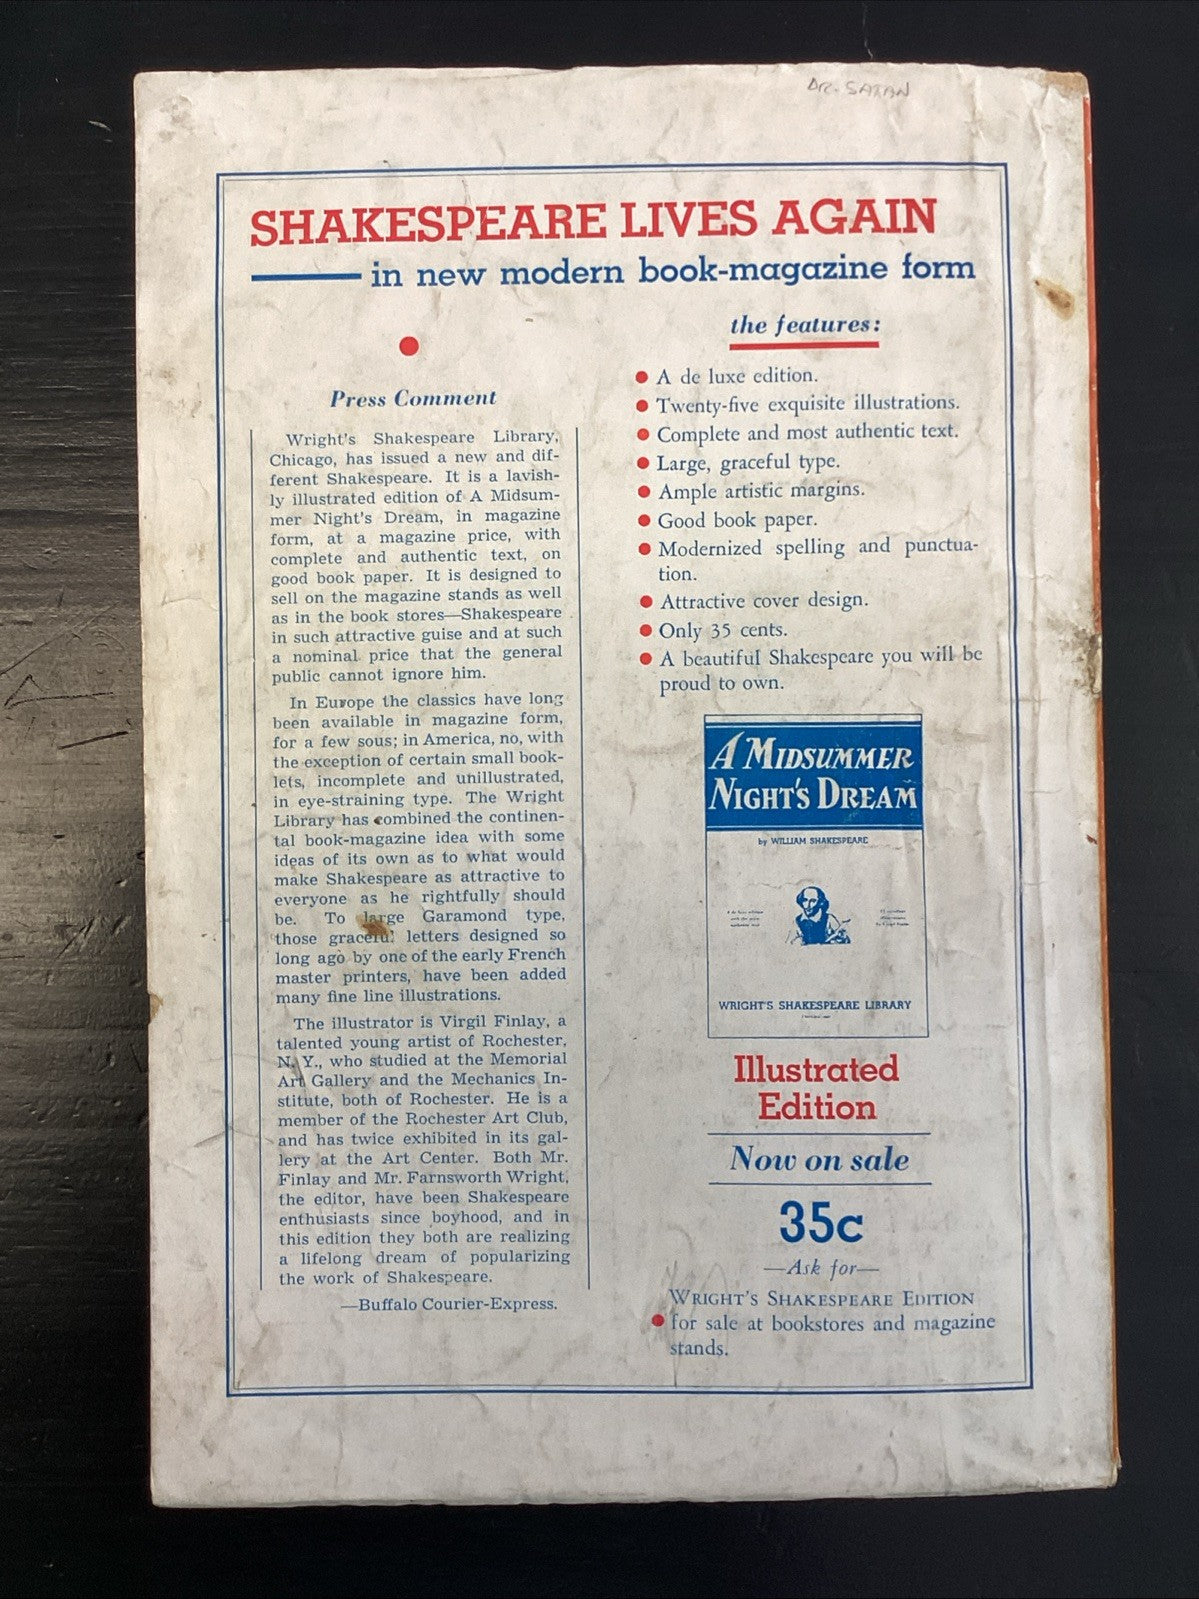 DR. SATAN
SHAKESPEARE LIVES AGAIN
in new modern book-magazine form
Press Comment
Wright's Shakespeare Library,
Chicago, has issued a new and dif-
ferent Shakespeare. It is a lavish-
ly illustrated edition of A Midsum-
mer Night's Dream, in magazine
form, at a magazine price, with
complete and authentic text, on
good book paper. It is designed to
sell on the magazine stands as well
as in the book stores—Shakespeare
in such attractive guise and at such
a nominal price that the general
public cannot ignore him.
In Europe the classics have long
been available in magazine form,
for a few sous; in America, no, with
the exception of certain small book-
lets, incomplete and unillustrated,
in eye-straining type. The Wright
Library has combined the continen-
tal book-magazine idea with some
ideas of its own as to what would
make Shakespeare as attractive to
everyone as he rightfully should
be. To large Garamond type,
those graceful letters designed so
long ago by one of the early French
master printers, have been added
many fine line illustrations.
The illustrator is Virgil Finlay, a
talented young artist of Rochester,
N. Y., who studied at the Memorial
Art Gallery and the Mechanics In-
stitute, both of Rochester. He is a
member of the Rochester Art Club,
and has twice exhibited in its gal-
lery at the Art Center. Both Mr.
Finlay and Mr. Farnsworth Wright,
the editor, have been Shakespeare
enthusiasts since boyhood, and in
this edition they both are realizing
a lifelong dream of popularizing
the work of Shakespeare.
—Buffalo Courier-Express.
the features:
● A de luxe edition.
● Twenty-five exquisite illustrations.
● Complete and most authentic text.
● Large, graceful type.
● Ample artistic margins.
● Good book paper.
● Modernized spelling and punctua-
tion.
● Attractive cover design.
● Only 35 cents.
● A beautiful Shakespeare you will be
proud to own.
A MIDSUMMER
NIGHT'S DREAM
by WILLIAM SHAKESPEARE
WRIGHT'S SHAKESPEARE LIBRARY
Illustrated
Edition
Now on sale
35c
—Ask for—
WRIGHT'S SHAKESPEARE EDITION
● for sale at bookstores and magazine
stands.